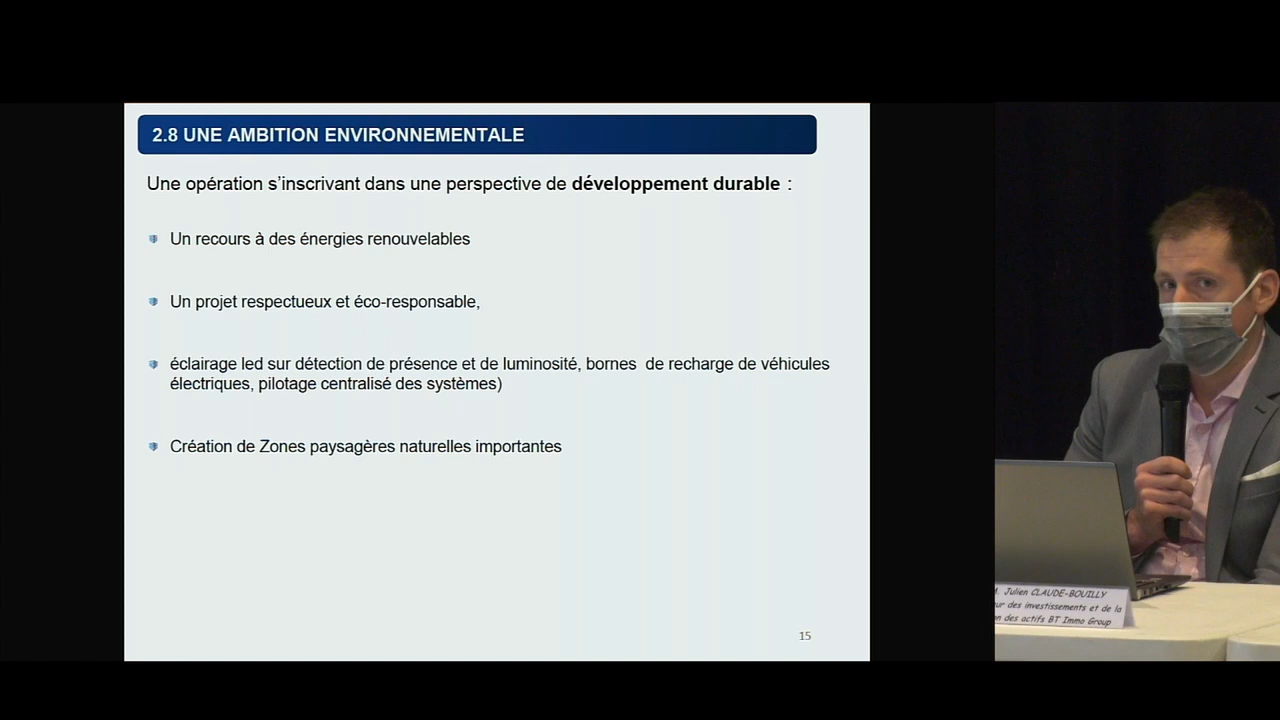 2.8 UNE AMBITION ENVIRONNEMENTALE
Une opération s'inscrivant dans une perspective de développement durable :
Un recours à des énergies renouvelables
Un projet respectueux et éco-responsable,
éclairage led sur détection de présence et de luminosité, bornes de recharge de véhicules
électriques, pilotage centralisé des systèmes)
Création de Zones paysagères naturelles importantes
15
Julien CLAUDE-BOUILLY
des investissements et de la
des actifs BT Immo Group